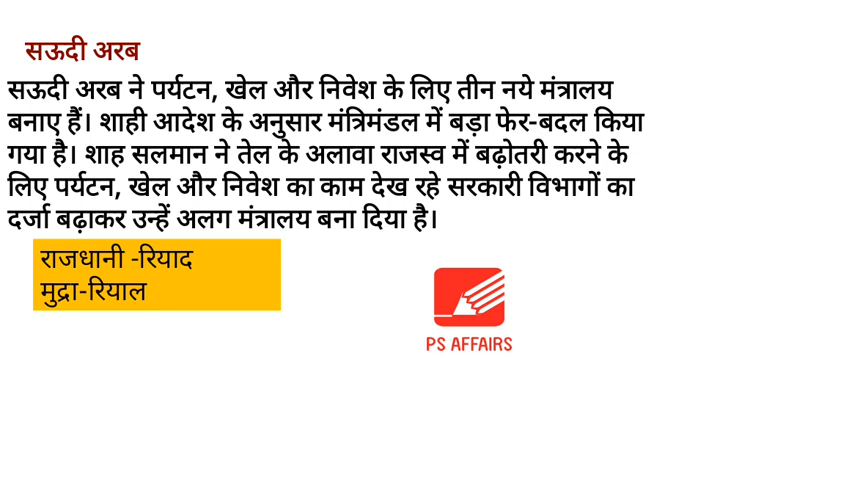 सऊदी अरब
सऊदी अरब ने पर्यटन, खेल और निवेश के लिए तीन नये मंत्रालय
बनाए हैं। शाही आदेश के अनुसार मंत्रिमंडल में बड़ा फेर-बदल किया
गया है। शाह सलमान ने तेल के अलावा राजस्व में बढ़ोतरी करने के
लिए पर्यटन, खेल और निवेश का काम देख रहे सरकारी विभागों का
दर्जा बढ़ाकर उन्हें अलग मंत्रालय बना दिया है।
राजधानी -रियाद
मुद्रा-रियाल
PS AFFAIRS